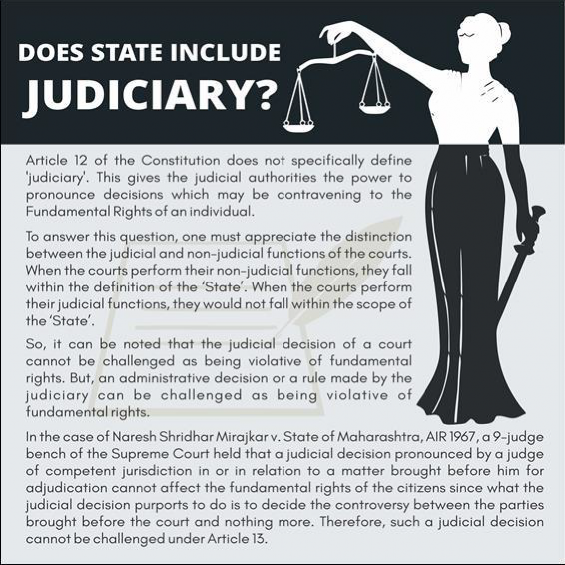 DOES STATE INCLUDE
JUDICIARY?
Article 12 of the Constitution does not specifically define
'judiciary'. This gives the judicial authorities the power to
pronounce decisions which may be contravening to the
Fundamental Rights of an individual.
To answer this question, one must appreciate the distinction
between the judicial and non-judicial functions of the courts.
When the courts perform their non-judicial functions, they fall
within the definition of the 'State'. When the courts perform
their judicial functions, they would not fall within the scope of
the 'State'.
So, it can be noted that the judicial decision of a court
cannot be challenged as being violative of fundamental
rights. But, an administrative decision or a rule made by the
judiciary can be challenged as being violative of
fundamental rights.
In the case of Naresh Shridhar Mirajkar v. State of Maharashtra, AIR 1967, a 9-judge
bench of the Supreme Court held that a judicial decision pronounced by a judge
of competent jurisdiction in or in relation to a matter brought before him for
adjudication cannot affect the fundamental rights of the citizens since what the
judicial decision purports to do is to decide the controversy between the parties
brought before the court and nothing more. Therefore, such a judicial decision
cannot be challenged under Article 13.